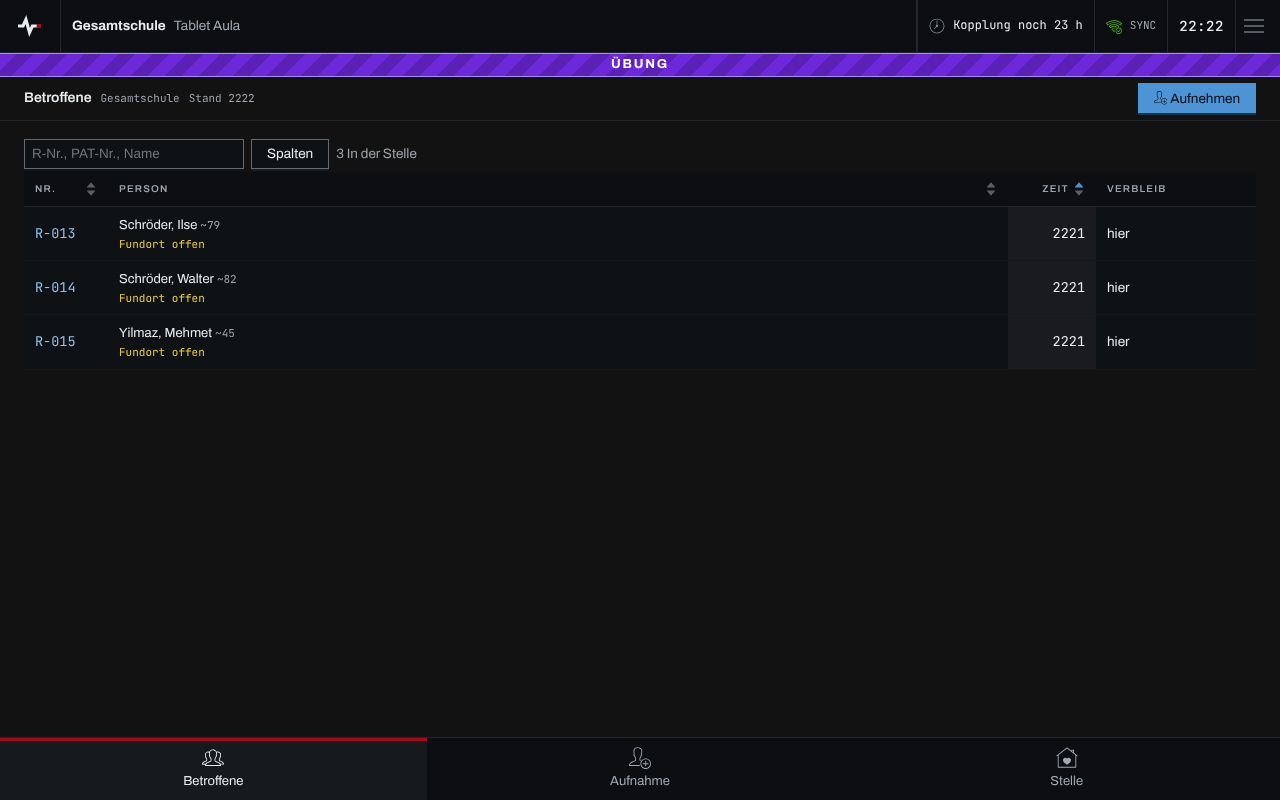 Gesamtschule Tablet Aula Kopplung noch 23 h SYNC 22:22
ÜBUNG
Betroffene Gesamtschule Stand 2222 Aufnehmen
R-Nr., PAT-Nr., Name Spalten 3 In der Stelle
NR. PERSON ZEIT VERBLEIB
R-013 Schröder, Ilse ~79 2221 hier
Fundort offen
R-014 Schröder, Walter ~82 2221 hier
Fundort offen
R-015 Yilmaz, Mehmet ~45 2221 hier
Fundort offen
Betroffene Aufnahme Stelle